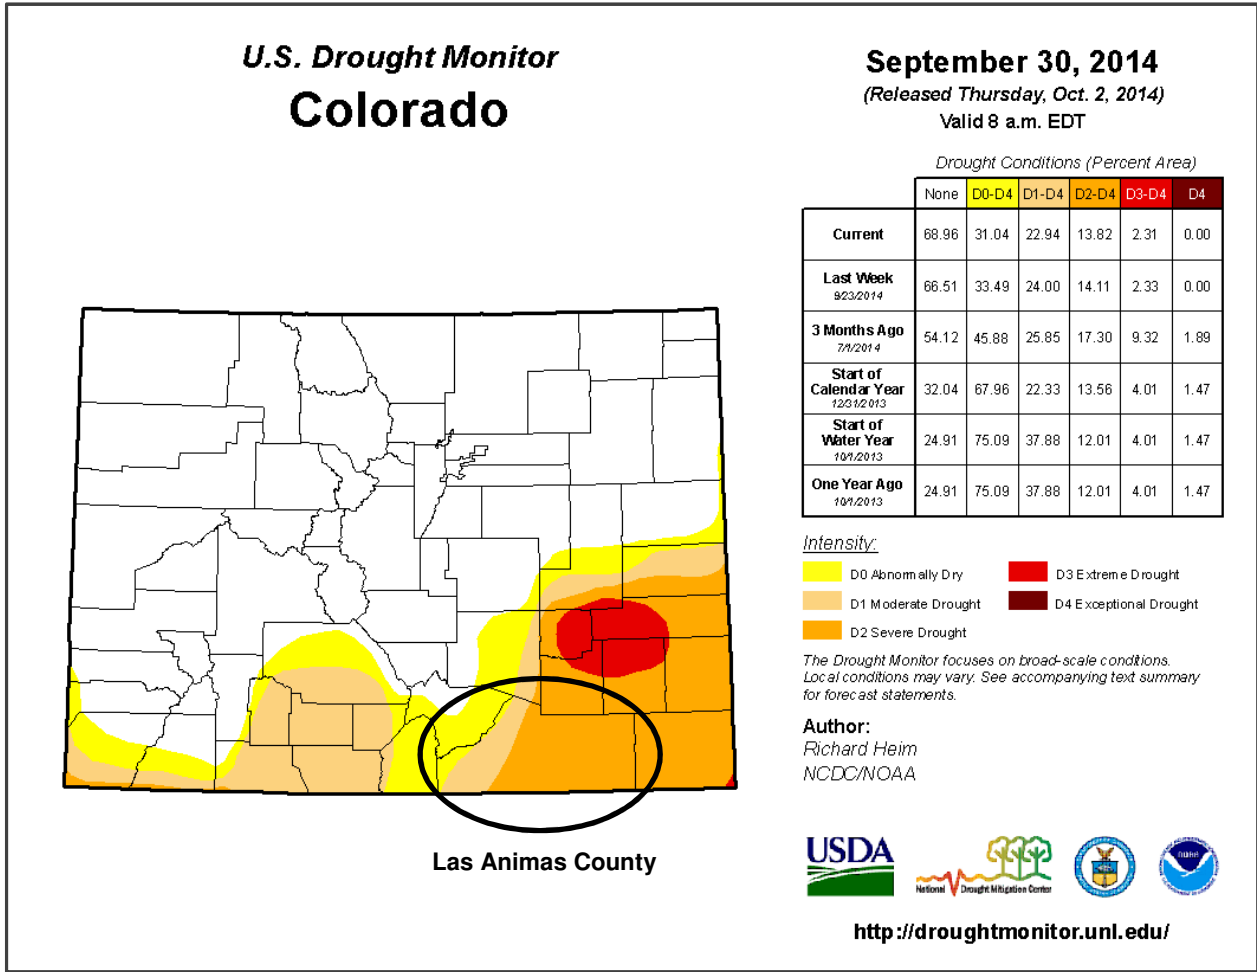 U.S. Drought Monitor
Colorado
September 30, 2014
(Released Thursday, Oct. 2, 2014)
Valid 8 a.m. EDT
Drought Conditions (Percent Area)
None D0-D4 D1-D4 D2-D4 D3-D4 D4
Current 68.96 31.04 22.94 13.82 2.31 0.00
Last Week
9/23/2014 66.51 33.49 24.00 14.11 2.33 0.00
3 Months Ago
7/1/2014 54.12 45.88 25.85 17.30 9.32 1.89
Start of
Calendar Year
12/31/2013 32.04 67.96 22.33 13.56 4.01 1.47
Start of
Water Year
10/1/2013 24.91 75.09 37.88 12.01 4.01 1.47
One Year Ago
10/1/2013 24.91 75.09 37.88 12.01 4.01 1.47
Intensity:
D0 Abnormally Dry
D1 Moderate Drought
D2 Severe Drought
D3 Extreme Drought
D4 Exceptional Drought
The Drought Monitor focuses on broad-scale conditions.
Local conditions may vary. See accompanying text summary
for forecast statements.
Author:
Richard Heim
NCDC/NOAA
Las Animas County
USDA
National Drought Mitigation Center
NOAA
http://droughtmonitor.unl.edu/